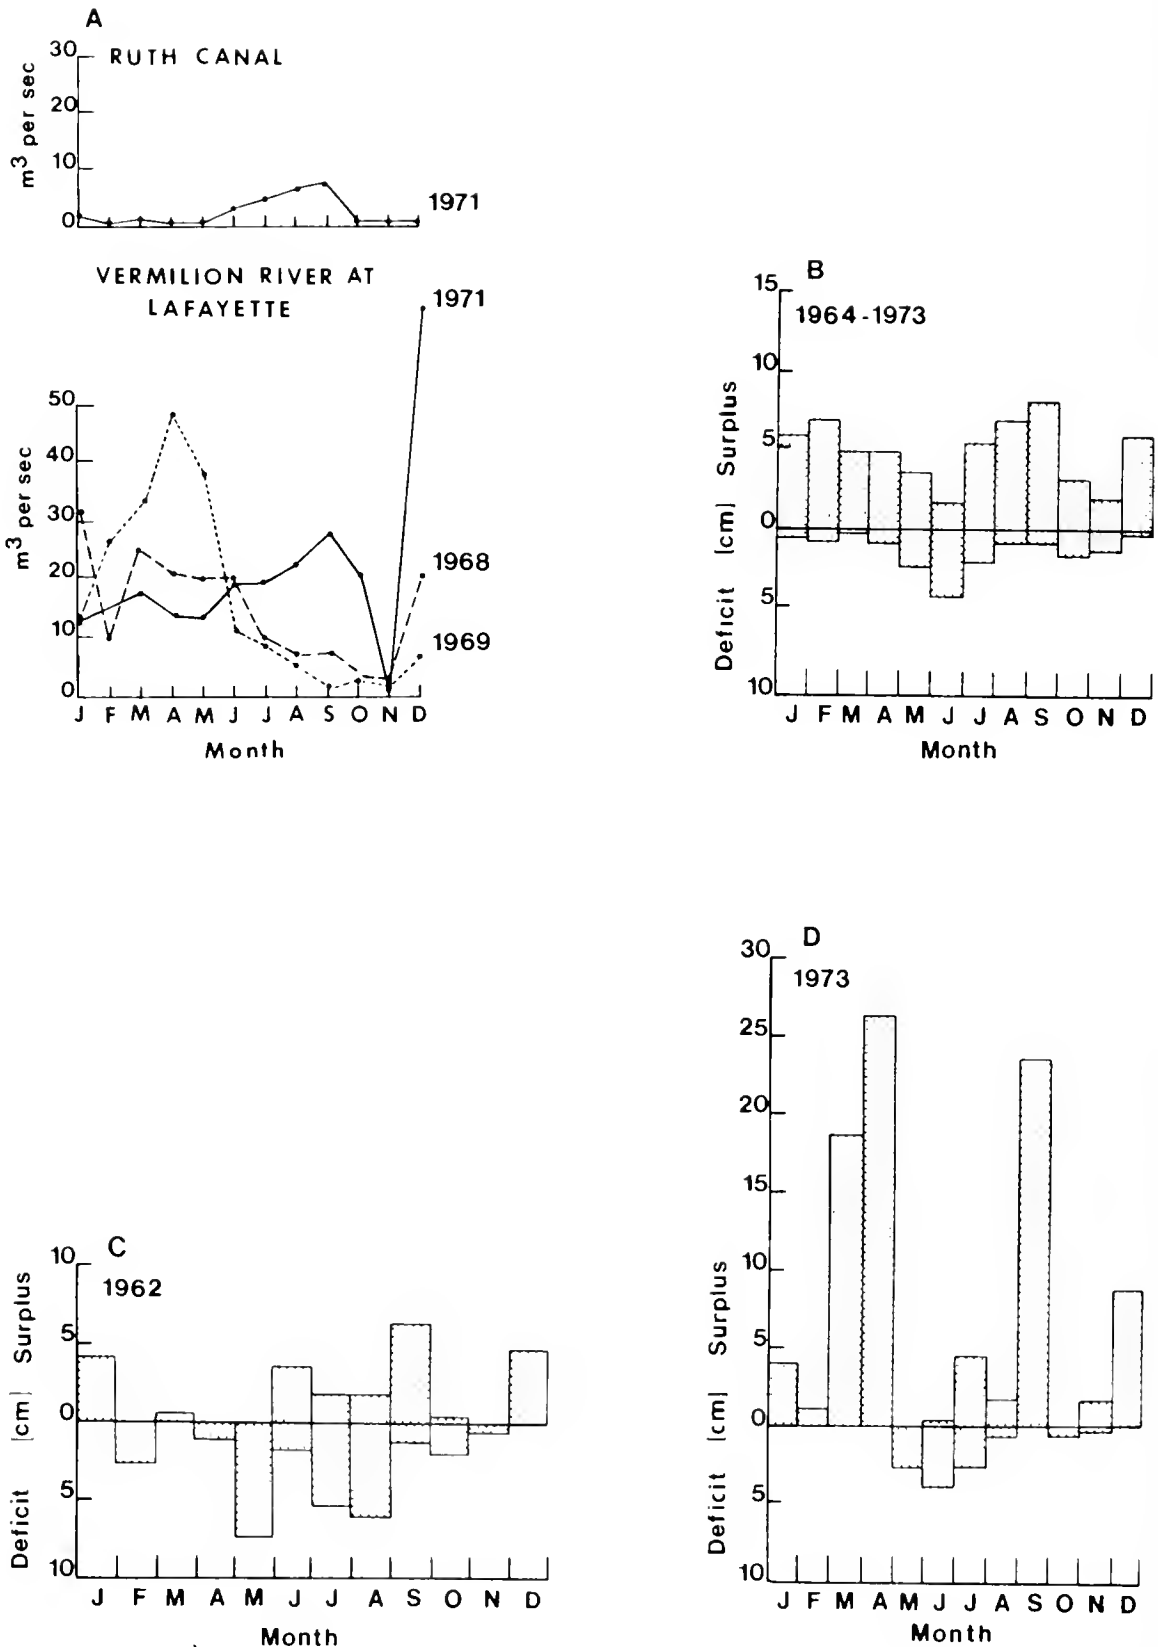 A
RUTH CANAL
30
20
10
0
m³ per sec
1971
VERMILION RIVER AT
LAFAYETTE
1971
1968
1969
50
40
30
20
10
0
m³ per sec
J F M A M J J A S O N D
Month
B
1964-1973
15
10
5
0
5
10
Deficit [cm] Surplus
J F M A M J J A S O N D
Month
C
1962
10
5
0
5
10
Deficit [cm] Surplus
J F M A M J J A S O N D
Month
D
1973
30
25
20
15
10
5
0
5
10
Deficit [cm] Surplus
J F M A M J J A S O N D
Month